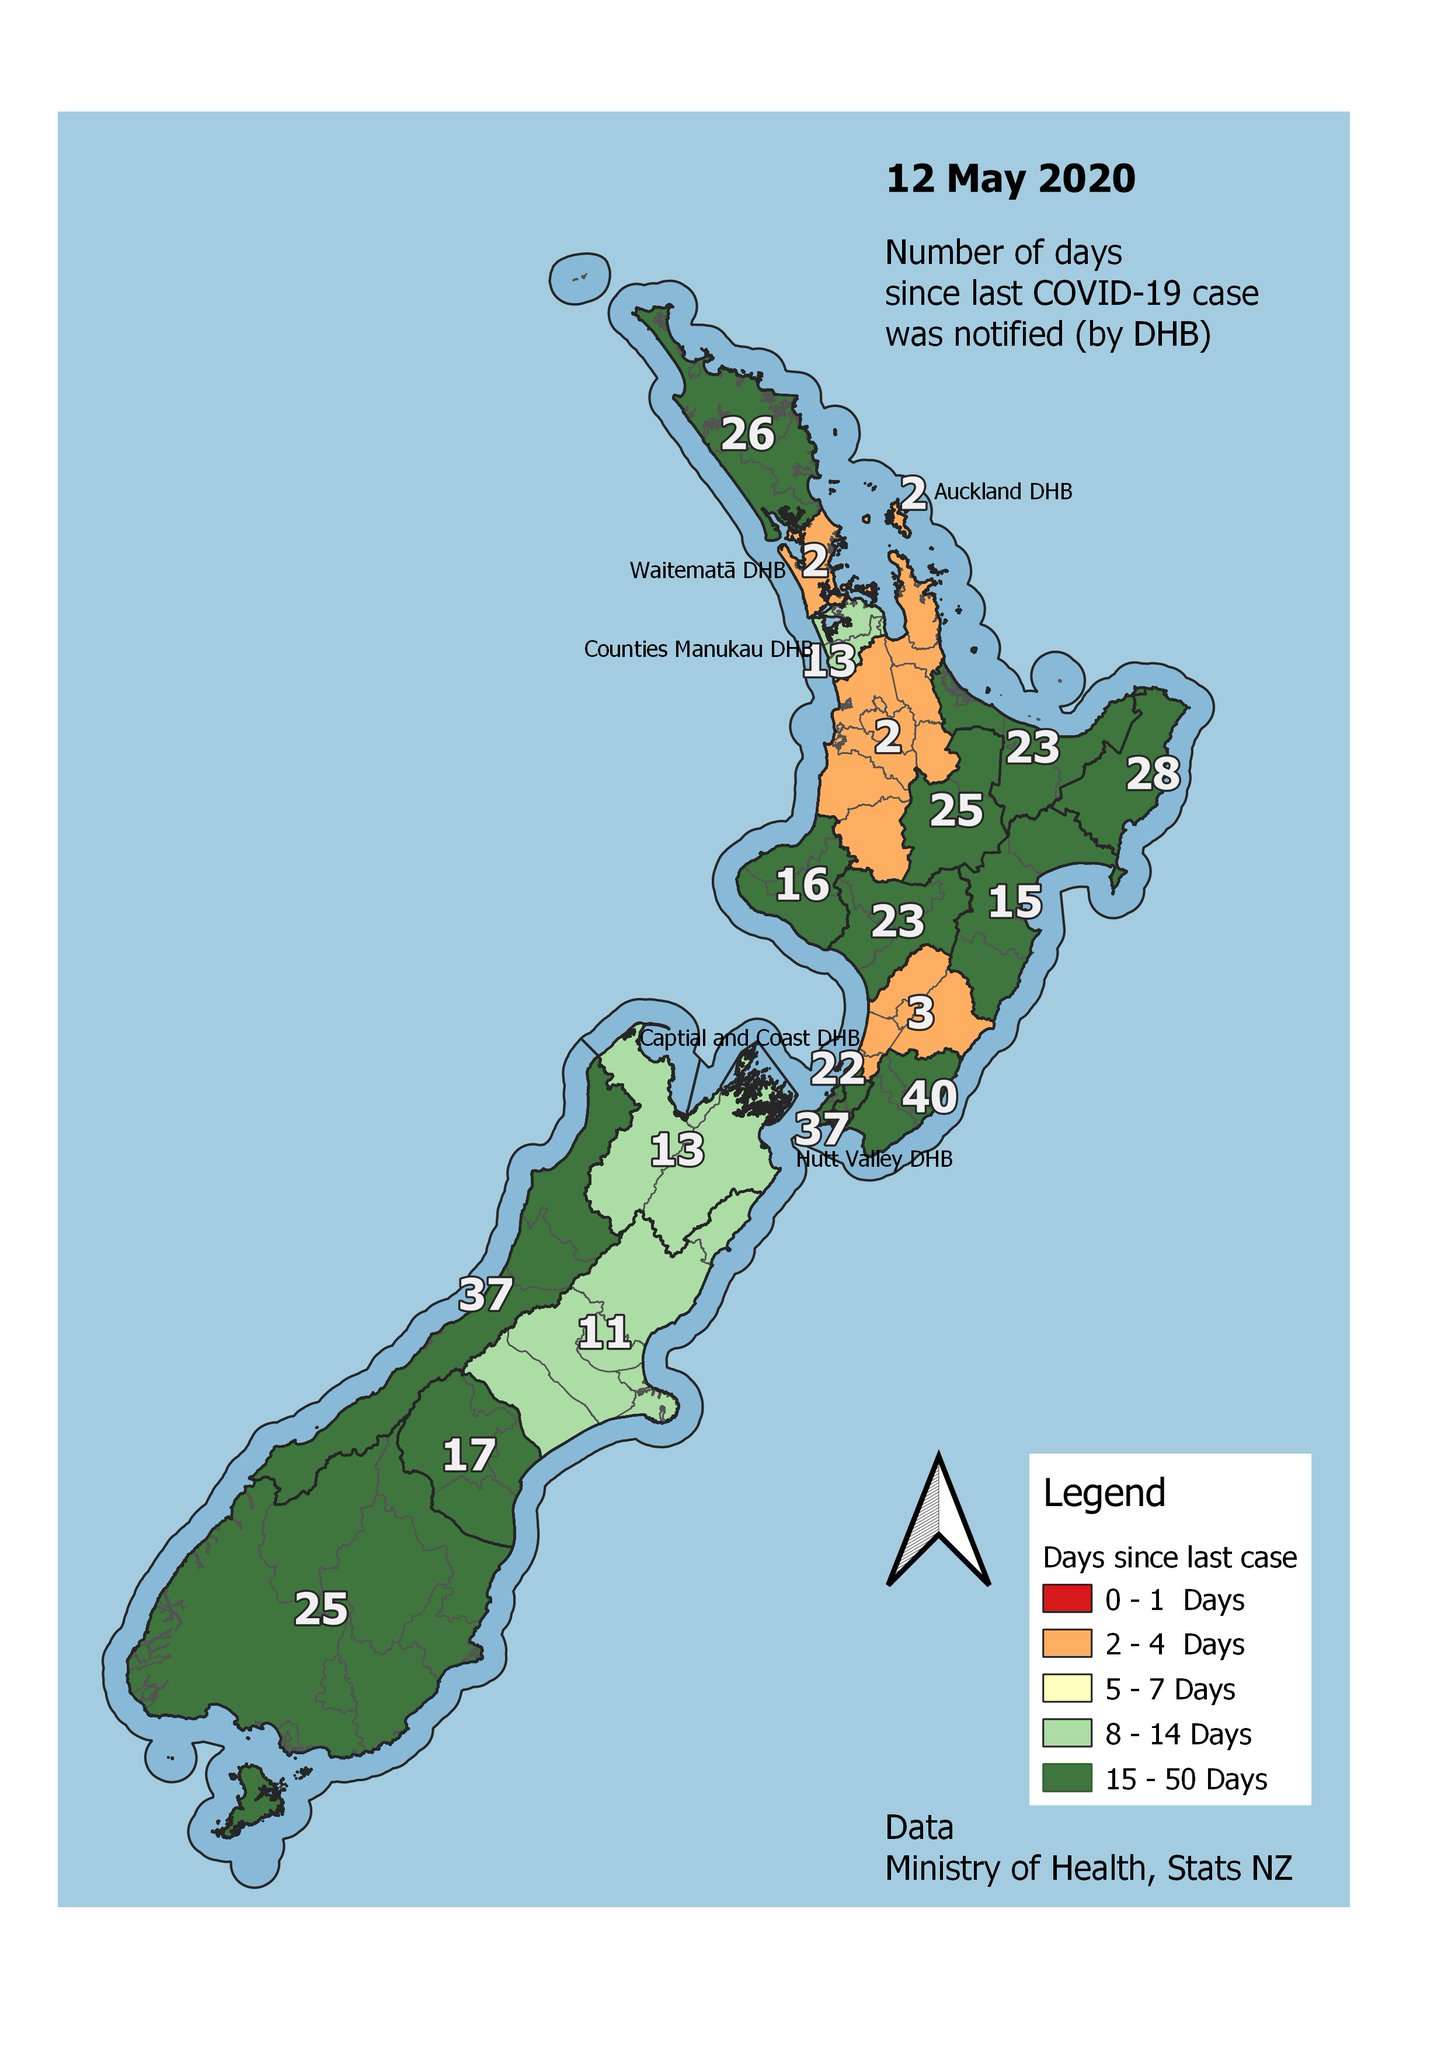 12 May 2020
Number of days
since last COVID-19 case
was notified (by DHB)
26
2 Auckland DHB
Waitematā DHB 2
Counties Manukau DHB
13
2
23
28
25
16
15
23
3
Captial and Coast DHB
22
40
37
Hutt Valley DHB
13
37
11
17
25
Legend
Days since last case
0 - 1 Days
2 - 4 Days
5 - 7 Days
8 - 14 Days
15 - 50 Days
Data
Ministry of Health, Stats NZ